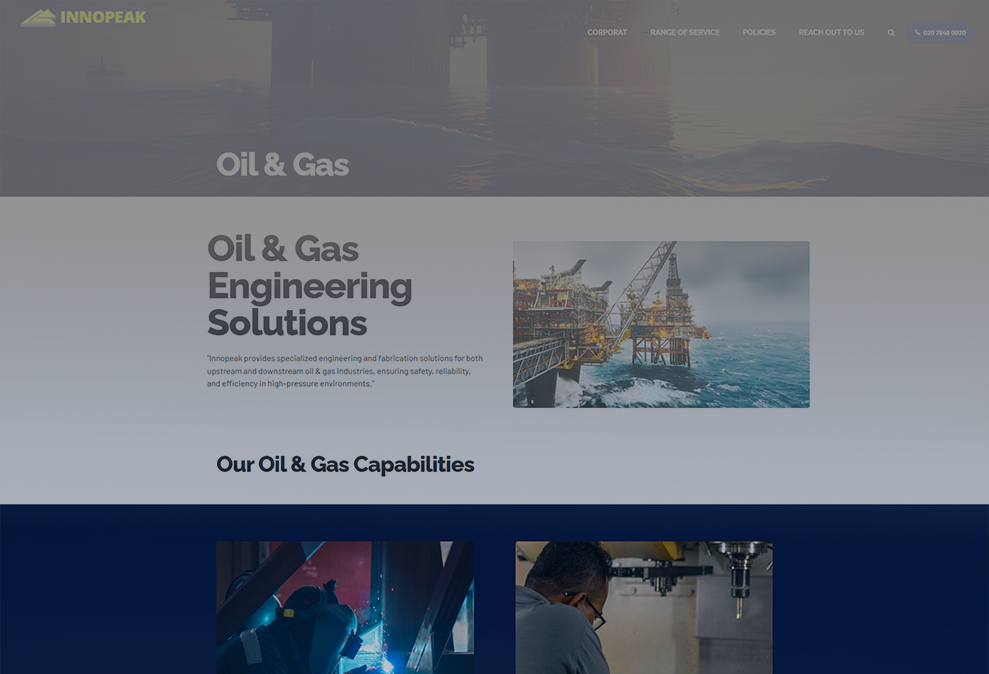 INNOPEAK
CORPORAT RANGE OF SERVICE POLICIES REACH OUT TO US 020 7948 0020
Oil & Gas
Oil & Gas
Engineering
Solutions
"Innopeak provides specialized engineering and fabrication solutions for both
upstream and downstream oil & gas industries, ensuring safety, reliability,
and efficiency in high-pressure environments."
Our Oil & Gas Capabilities